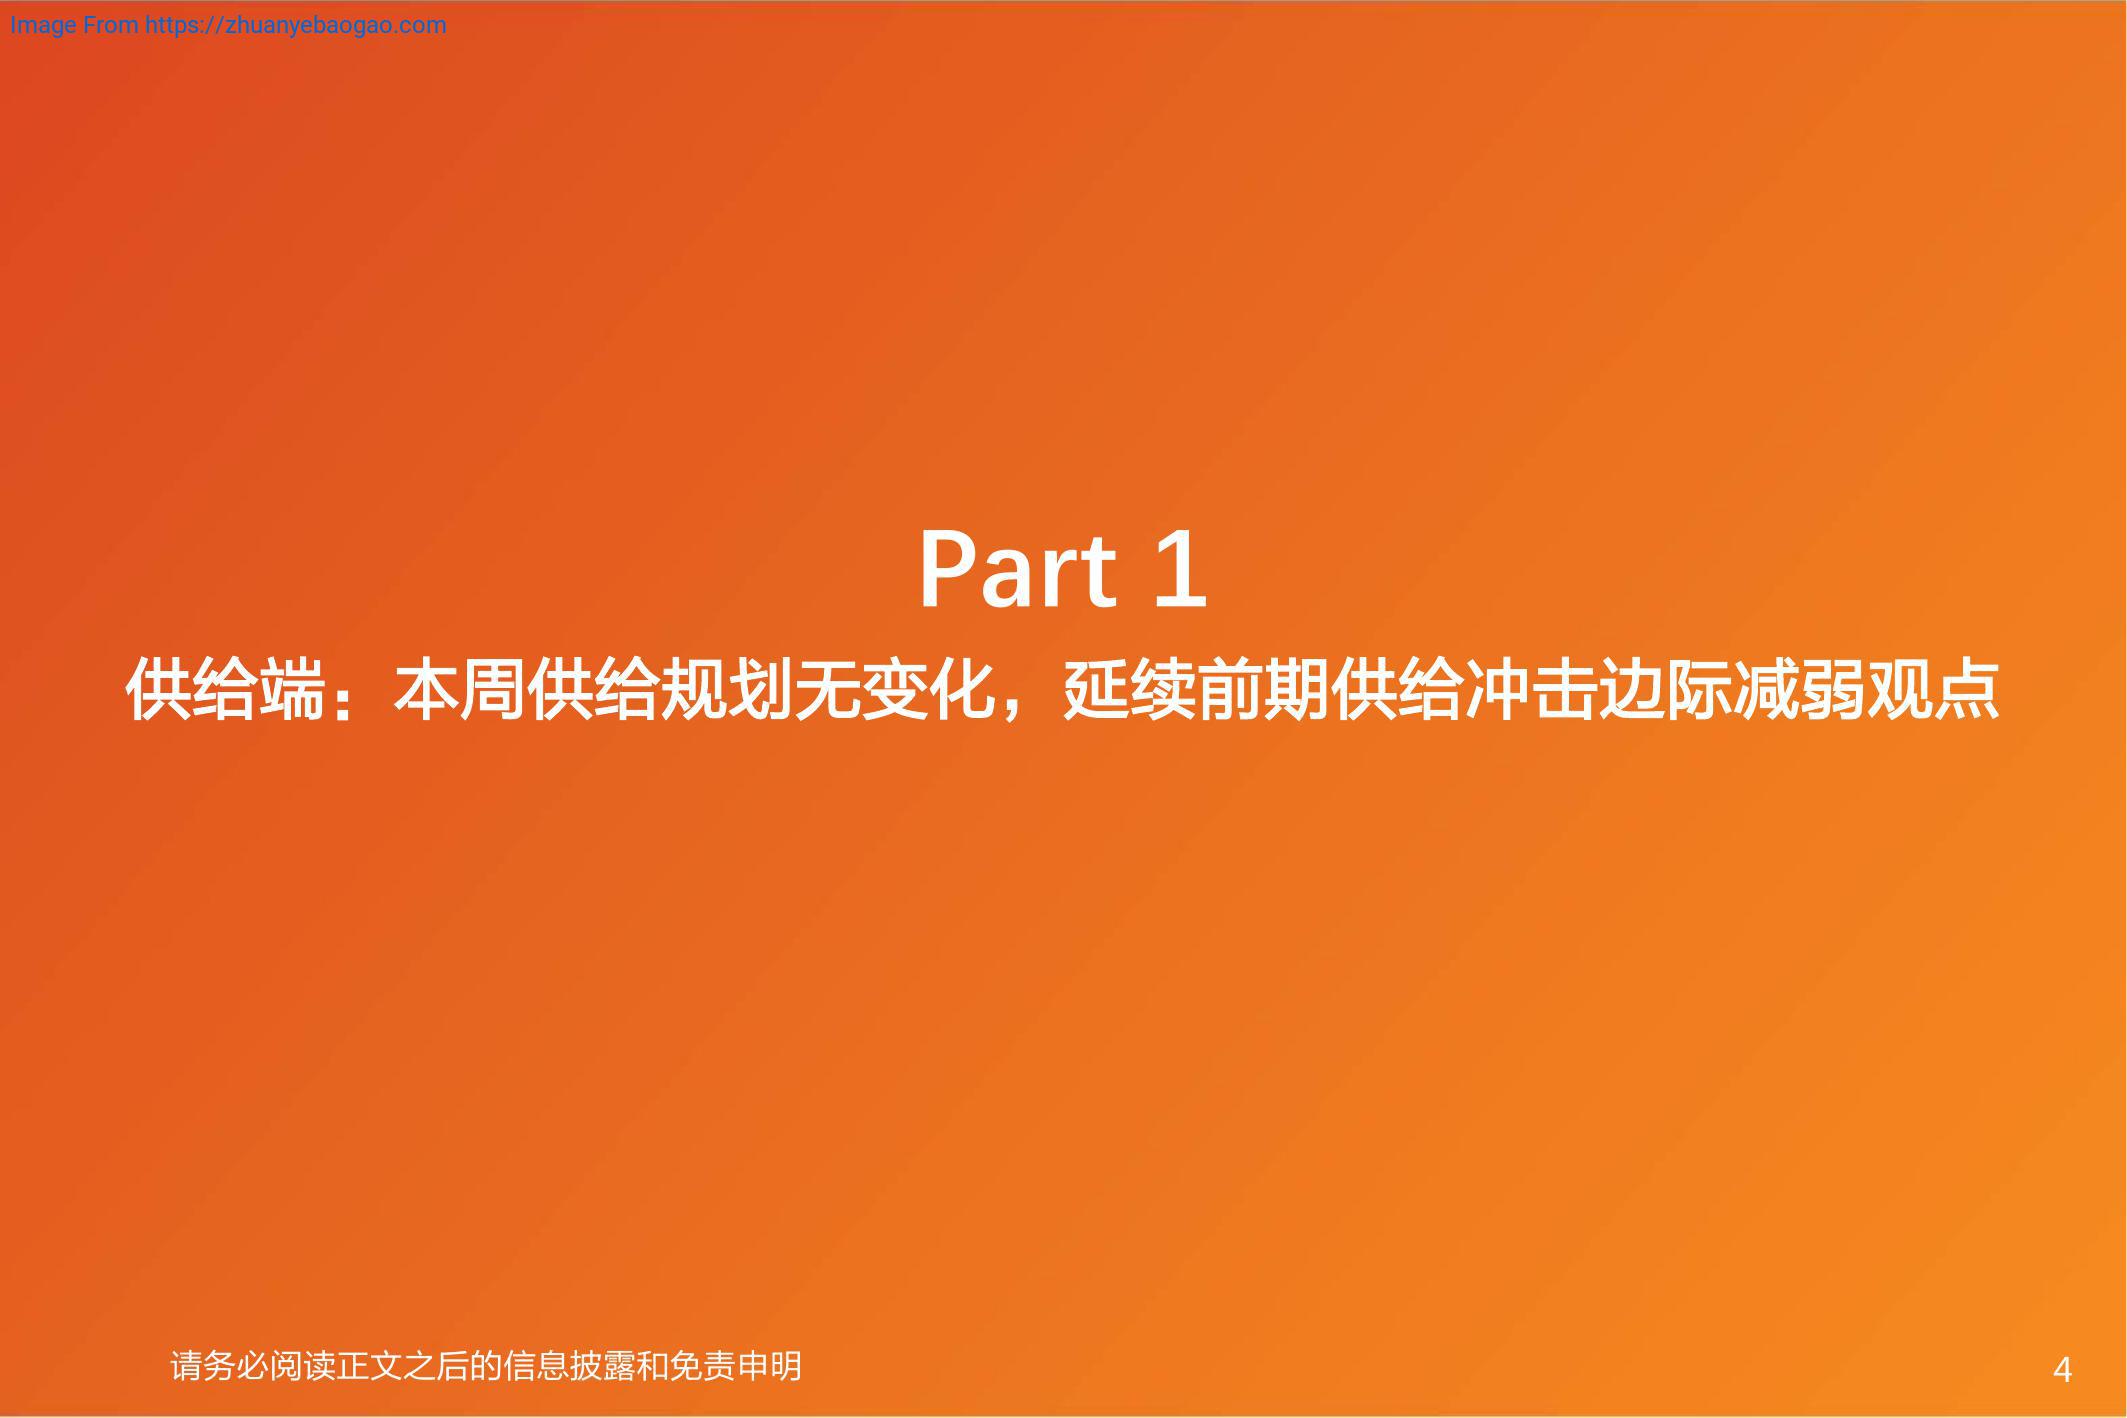 Image From https://zhuanyebaogao.com
Part 1
供给端：本周供给规划无变化，延续前期供给冲击边际减弱观点
请务必阅读正文之后的信息披露和免责申明
4